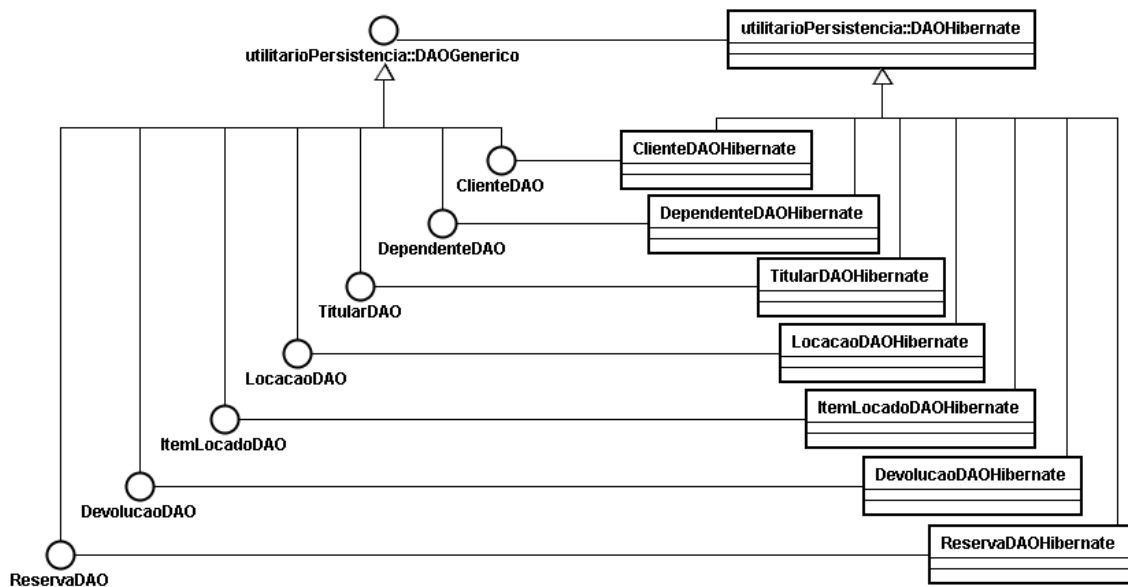 utilitarioPersistencia::DAOHibernate
utilitarioPersistencia::DAOGenerico
ClienteDAOHibernate
ClienteDAO
DependenteDAOHibernate
DependenteDAO
TitularDAOHibernate
TitularDAO
LocacaoDAOHibernate
LocacaoDAO
ItemLocadoDAOHibernate
ItemLocadoDAO
DevolucaoDAOHibernate
DevolucaoDAO
ReservaDAOHibernate
ReservaDAO